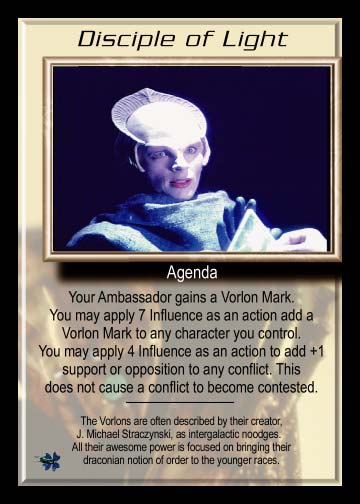 Disciple of Light
Agenda
Your Ambassador gains a Vorlon Mark.
You may apply 7 Influence as an action add a
Vorlon Mark to any character you control.
You may apply 4 Influence as an action to add +1
support or opposition to any conflict. This
does not cause a conflict to become contested.
The Vorlons are often described by their creator,
J. Michael Straczynski, as intergalactic noodges.
All their awesome power is focused on bringing their
draconian notion of order to the younger races.